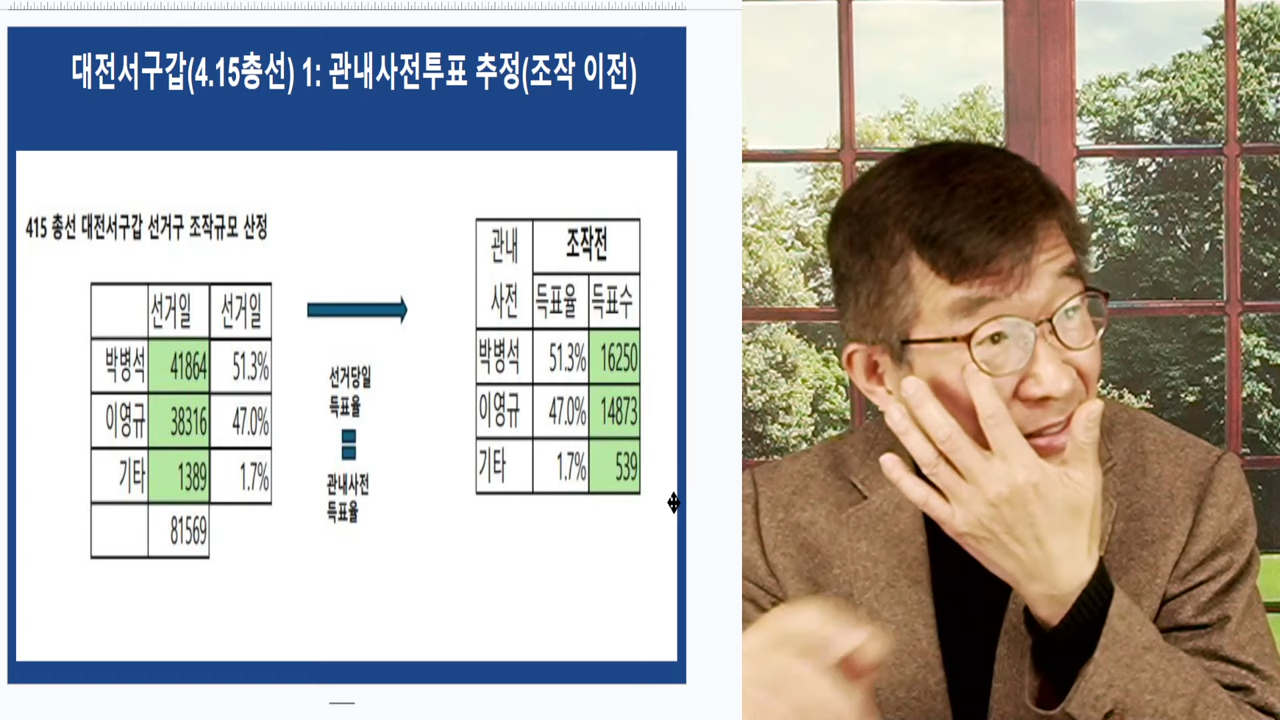 대전서구갑(4.15총선) 1: 관내사전투표 추정(조작 이전)
415 총선 대전서구갑 선거구 조작규모 산정
선거일 선거일
박병석 41864 51.3%
이영규 38316 47.0%
기타 1389 1.7%
81569
선거당일
득표율
관내사전
득표율
관내 조작전
사전 득표율 득표수
박병석 51.3% 16250
이영규 47.0% 14873
기타 1.7% 539